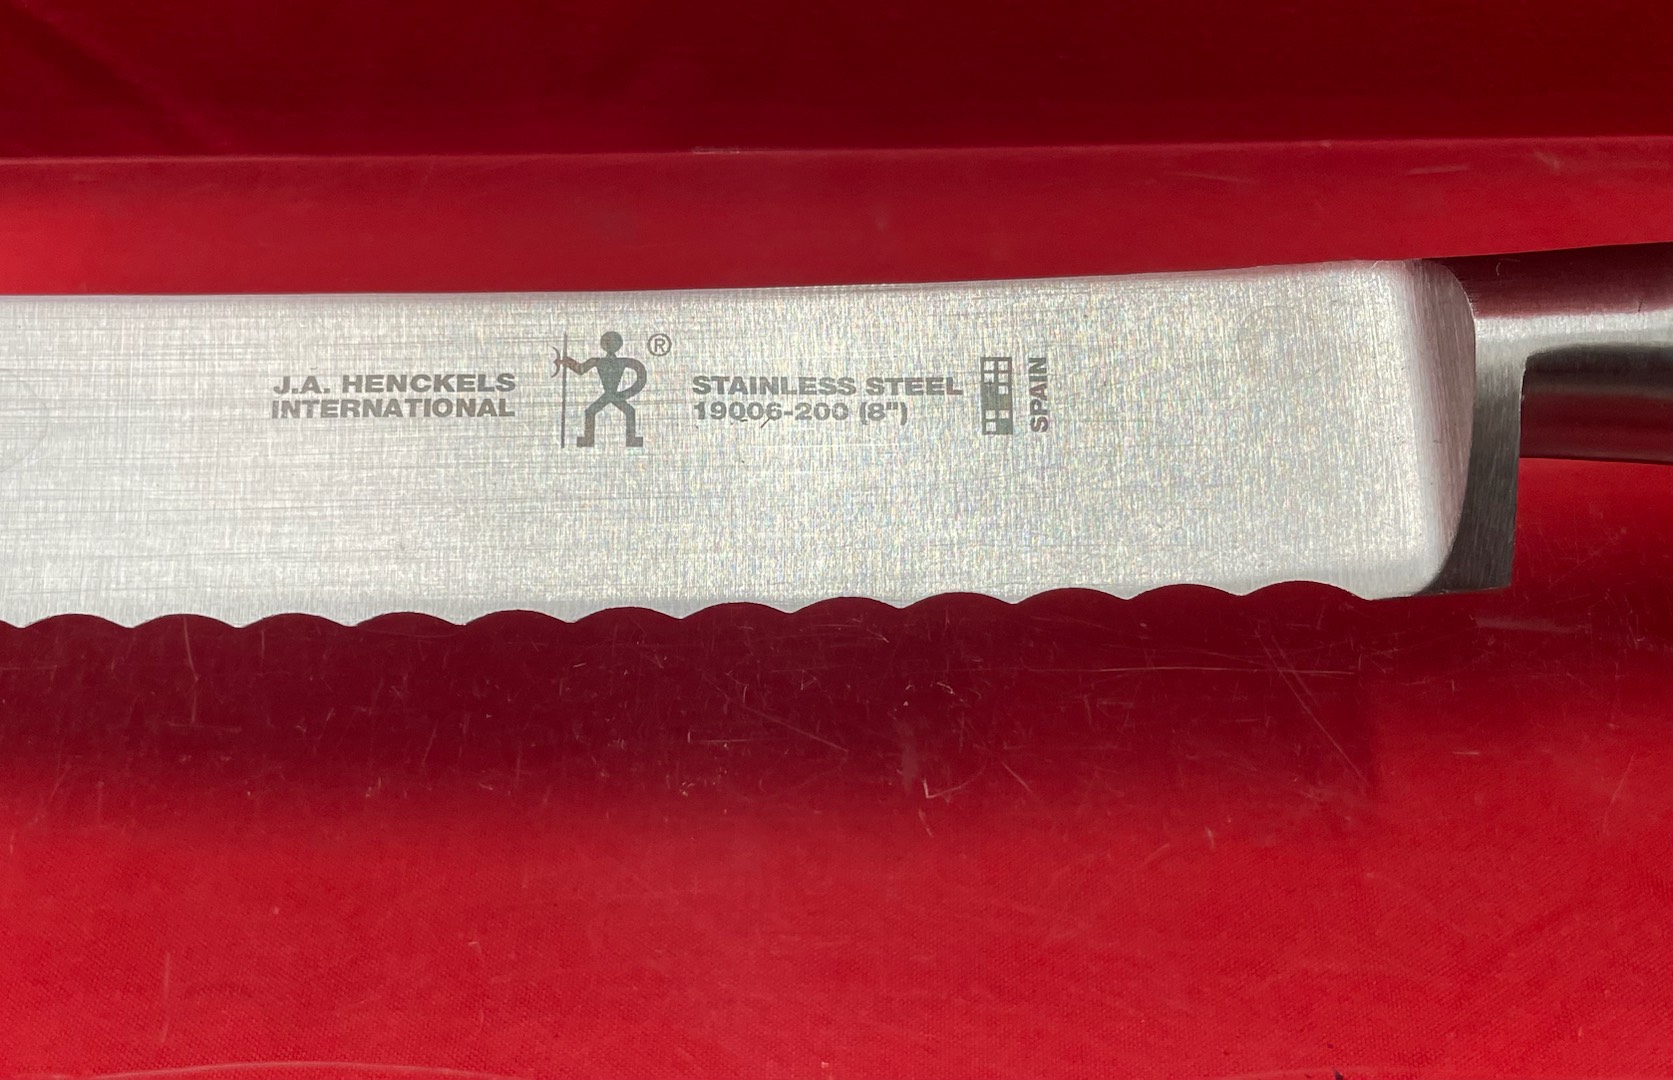 J.A. HENCKELS
INTERNATIONAL
®
STAINLESS STEEL
19006-200 (8")
SPAIN